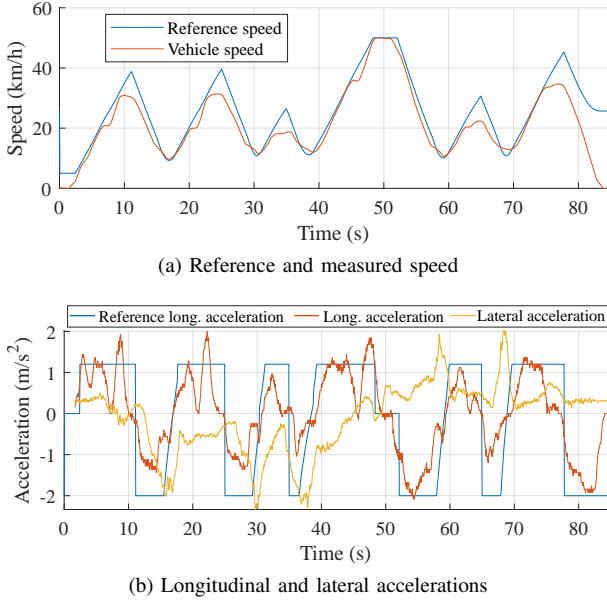 60
40
20
0
Speed (km/h)
Reference speed
Vehicle speed
0 10 20 30 40 50 60 70 80
Time (s)
(a) Reference and measured speed
Reference long. acceleration Long. acceleration Lateral acceleration
2
1
0
-1
-2
Acceleration (m/s²)
0 10 20 30 40 50 60 70 80
Time (s)
(b) Longitudinal and lateral accelerations